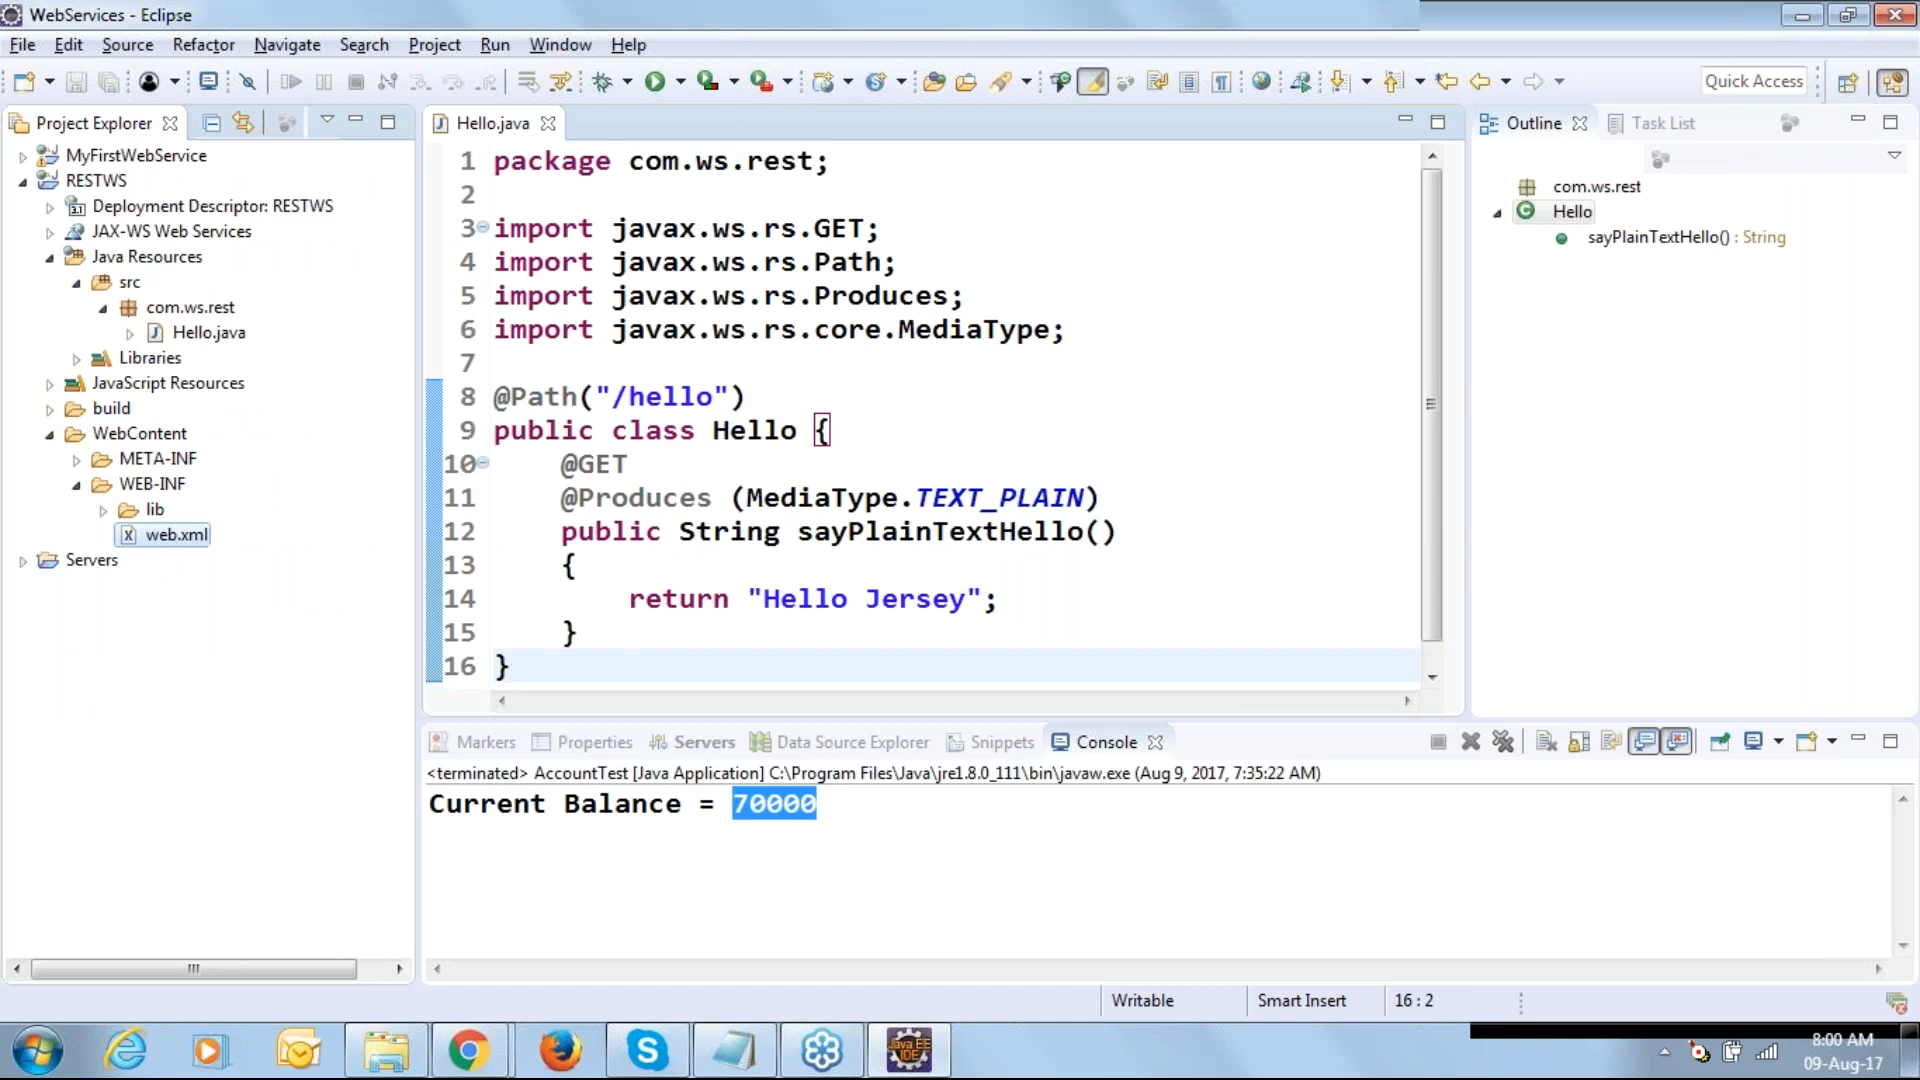 WebServices - Eclipse
File Edit Source Refactor Navigate Search Project Run Window Help
Quick Access
Project Explorer
MyFirstWebService
RESTWS
Deployment Descriptor: RESTWS
JAX-WS Web Services
Java Resources
src
com.ws.rest
Hello.java
Libraries
JavaScript Resources
build
WebContent
META-INF
WEB-INF
lib
web.xml
Servers
Hello.java
1 package com.ws.rest;
2
3 import javax.ws.rs.GET;
4 import javax.ws.rs.Path;
5 import javax.ws.rs.Produces;
6 import javax.ws.rs.core.MediaType;
7
8 @Path("/hello")
9 public class Hello {
10 @GET
11 @Produces (MediaType.TEXT_PLAIN)
12 public String sayPlainTextHello()
13 {
14 return "Hello Jersey";
15 }
16 }
Outline Task List
com.ws.rest
Hello
sayPlainTextHello() : String
Markers Properties Servers Data Source Explorer Snippets Console
<terminated> AccountTest [Java Application] C:\Program Files\Java\jre1.8.0_111\bin\javaw.exe (Aug 9, 2017, 7:35:22 AM)
Current Balance = 70000
Writable Smart Insert 16 : 2
Java EE
IDE
8:00 AM
09-Aug-17